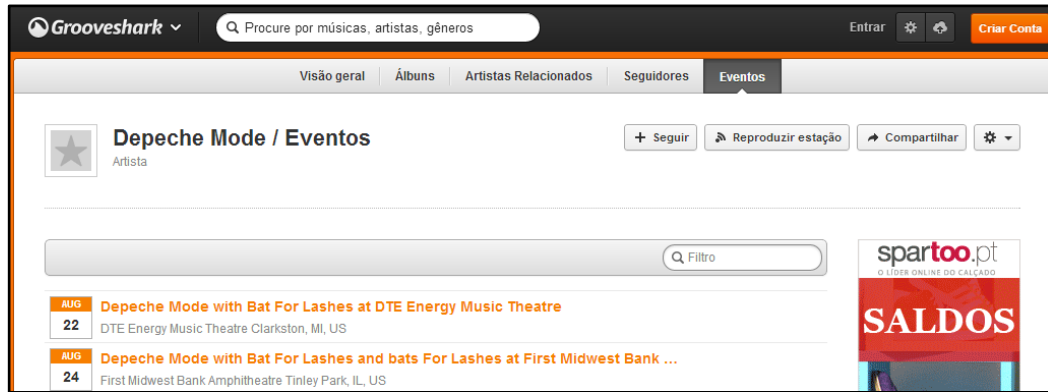 Grooveshark
Procure por músicas, artistas, gêneros
Entrar
Criar Conta
Visão geral
Álbuns
Artistas Relacionados
Seguidores
Eventos
Depeche Mode / Eventos
Artista
Seguir
Reproduzir estação
Compartilhar
Filtro
AUG
22
Depeche Mode with Bat For Lashes at DTE Energy Music Theatre
DTE Energy Music Theatre Clarkston, MI, US
AUG
24
Depeche Mode with Bat For Lashes and bats For Lashes at First Midwest Bank ...
First Midwest Bank Amphitheatre Tinley Park, IL, US
spartoo.pt
O LÍDER ONLINE DO CALÇADO
SALDOS